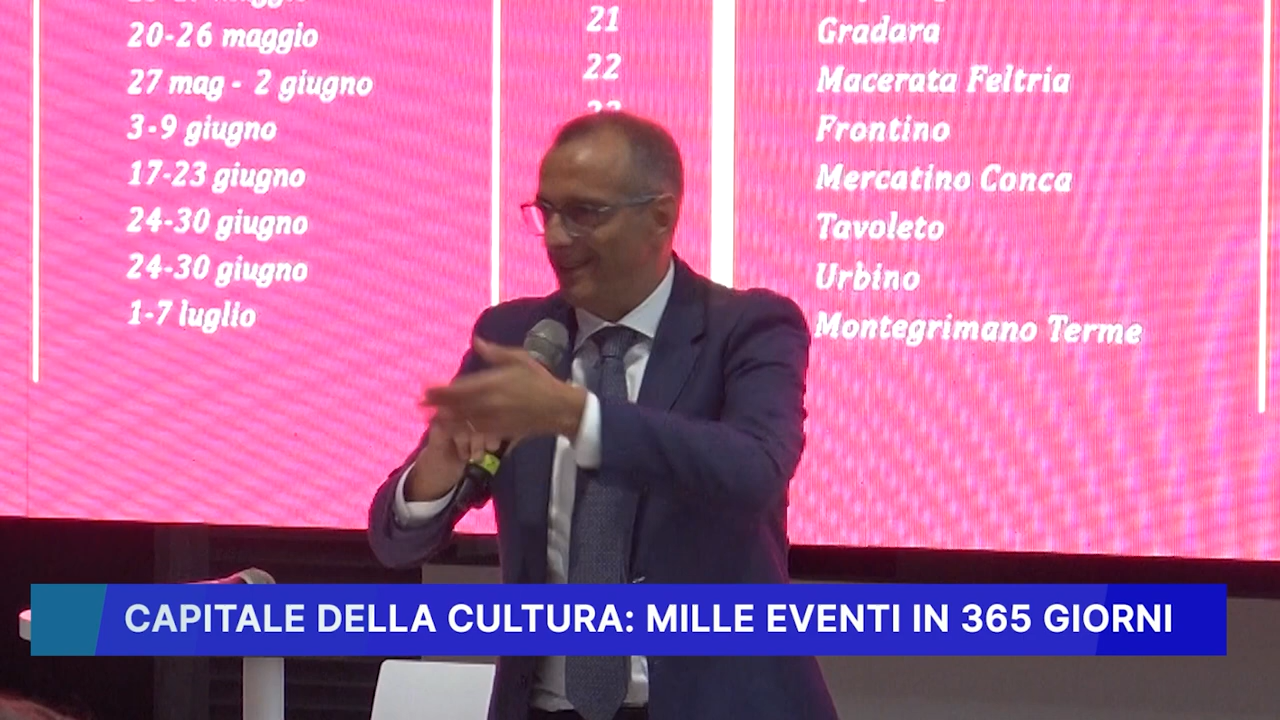 20-26 maggio
27 mag - 2 giugno
3-9 giugno
17-23 giugno
24-30 giugno
24-30 giugno
1-7 luglio
21
22
Gradara
Macerata Feltria
Frontino
Mercatino Conca
Tavoleto
Urbino
Montegrimano Terme
CAPITALE DELLA CULTURA: MILLE EVENTI IN 365 GIORNI